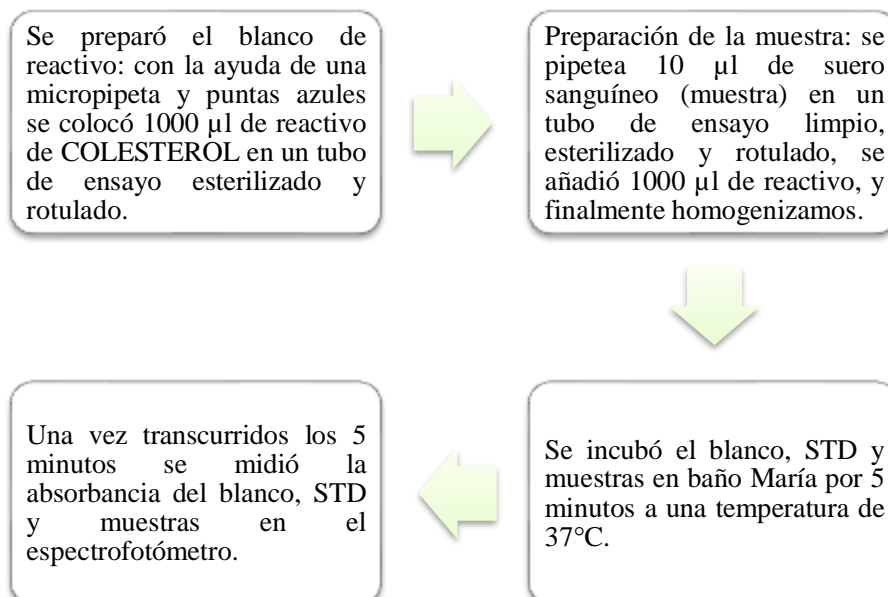 Se preparó el blanco de
reactivo: con la ayuda de una
micropipeta y puntas azules
se colocó 1000 µl de reactivo
de COLESTEROL en un tubo
de ensayo esterilizado y
rotulado.
Preparación de la muestra: se
pipetea 10 µl de suero
sanguíneo (muestra) en un
tubo de ensayo limpio,
esterilizado y rotulado, se
añadió 1000 µl de reactivo, y
finalmente homogenizamos.
Se incubó el blanco, STD y
muestras en baño María por 5
minutos a una temperatura de
37°C.
Una vez transcurridos los 5
minutos se midió la
absorbancia del blanco, STD
y muestras en el
espectrofotómetro.